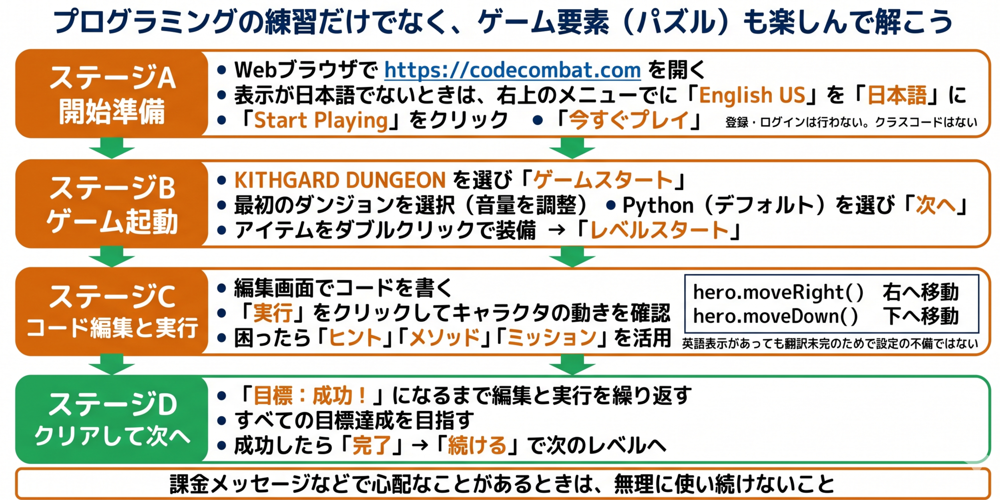 プログラミングの練習だけでなく、ゲーム要素（パズル）も楽しんで解こう
ステージA
開始準備
● Webブラウザで https://codecombat.com を開く
● 表示が日本語でないときは、右上のメニューでに「English US」を「日本語」に
● 「Start Playing」をクリック ● 「今すぐプレイ」 登録・ログインは行わない。クラスコードはない
ステージB
ゲーム起動
● KITHGARD DUNGEON を選び「ゲームスタート」
● 最初のダンジョンを選択（音量を調整） ● Python（デフォルト）を選び「次へ」
● アイテムをダブルクリックで装備 →「レベルスタート」
ステージC
コード編集と実行
● 編集画面でコードを書く
● 「実行」をクリックしてキャラクタの動きを確認
● 困ったら「ヒント」「メソッド」「ミッション」を活用
hero.moveRight() 右へ移動
hero.moveDown() 下へ移動
英語表示があっても翻訳未完のためで設定の不備ではない
ステージD
クリアして次へ
● 「目標：成功！」になるまで編集と実行を繰り返す
● すべての目標達成を目指す
● 成功したら「完了」→「続ける」で次のレベルへ
課金メッセージなどで心配なことがあるときは、無理に使い続けないこと